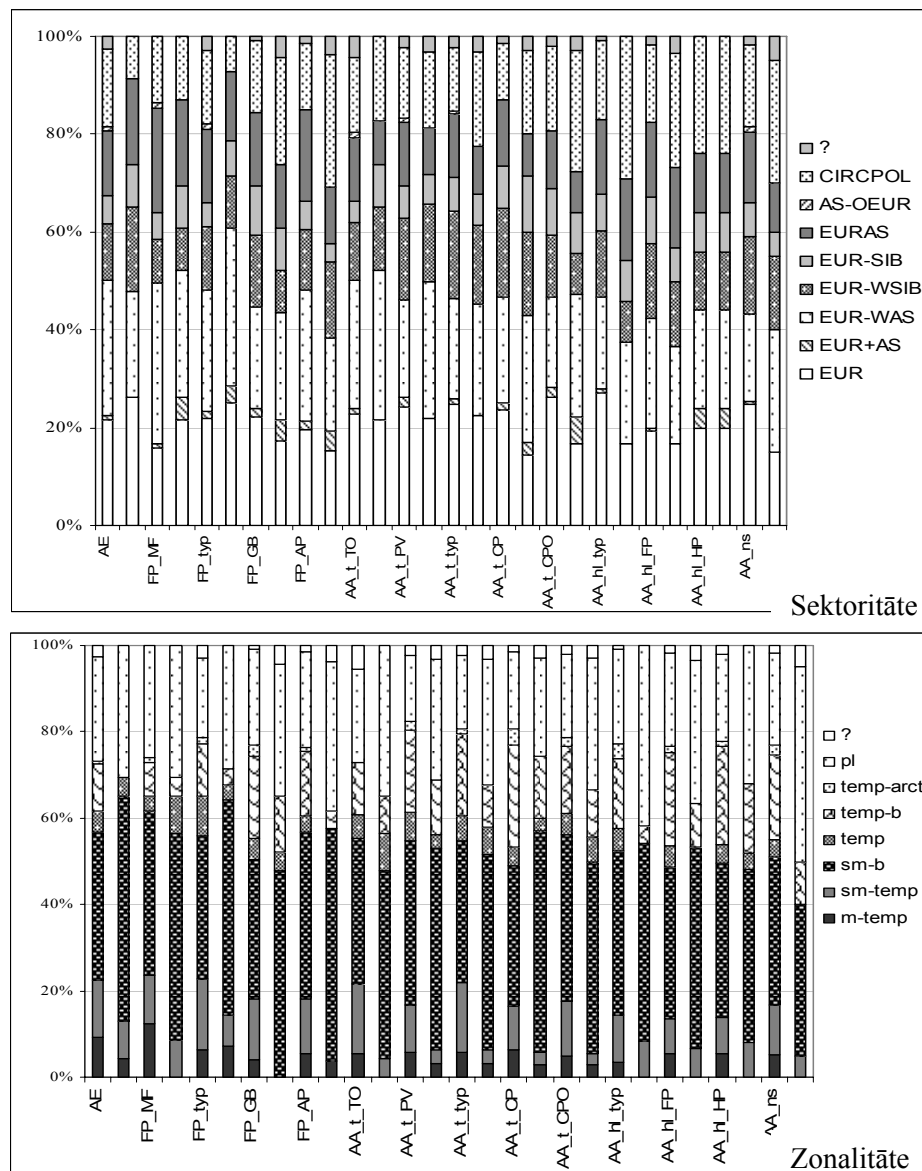 100%
80%
60%
40%
20%
0%
AE
FP_MF
FP_typ
FP_GB
FP_AP
AA_t_TO
AA_t_PV
AA_t_typ
AA_t_CP
AA_t_CPO
AA_hl_typ
AA_hl_FP
AA_hl_HP
AA_ns
?
CIRCPOL
AS-OEUR
EURAS
EUR-SIB
EUR-WSIB
EUR-WAS
EUR+AS
EUR
Sektoritāte
100%
80%
60%
40%
20%
0%
AE
FP_MF
FP_typ
FP_GB
FP_AP
AA_t_TO
AA_t_PV
AA_t_typ
AA_t_CP
AA_t_CPO
AA_hl_typ
AA_hl_FP
AA_hl_HP
AA_ns
?
pl
temp-arct
temp-b
temp
sm-b
sm-temp
m-temp
Zonalitāte